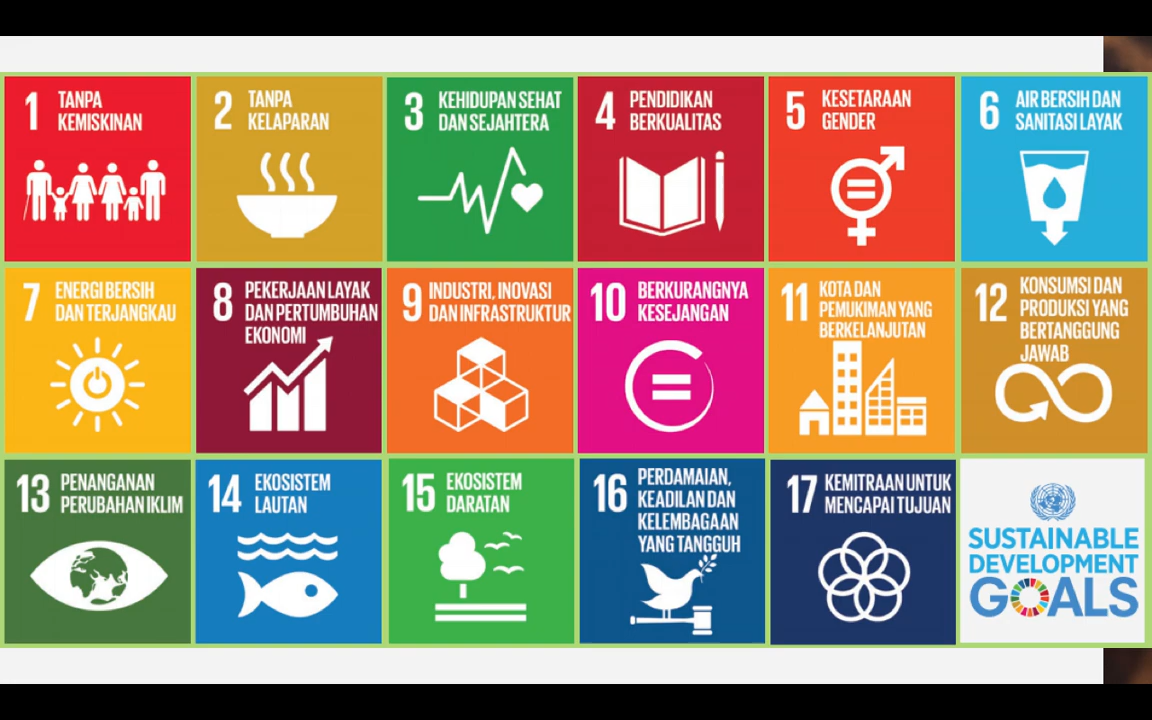 1 TANPA
KEMISKINAN
2 TANPA
KELAPARAN
3 KEHIDUPAN SEHAT
DAN SEJAHTERA
4 PENDIDIKAN
BERKUALITAS
5 KESETARAAN
GENDER
6 AIR BERSIH DAN
SANITASI LAYAK
7 ENERGI BERSIH
DAN TERJANGKAU
8 PEKERJAAN LAYAK
DAN PERTUMBUHAN
EKONOMI
9 INDUSTRI, INOVASI
DAN INFRASTRUKTUR
10 BERKURANGNYA
KESEJANGAN
11 KOTA DAN
PEMUKIMAN YANG
BERKELANJUTAN
12 KONSUMSI DAN
PRODUKSI YANG
BERTANGGUNG
JAWAB
13 PENANGANAN
PERUBAHAN IKLIM
14 EKOSISTEM
LAUTAN
15 EKOSISTEM
DARATAN
16 PERDAMAIAN,
KEADILAN DAN
KELEMBAGAAN
YANG TANGGUH
17 KEMITRAAN UNTUK
MENCAPAI TUJUAN
SUSTAINABLE
DEVELOPMENT
GOALS